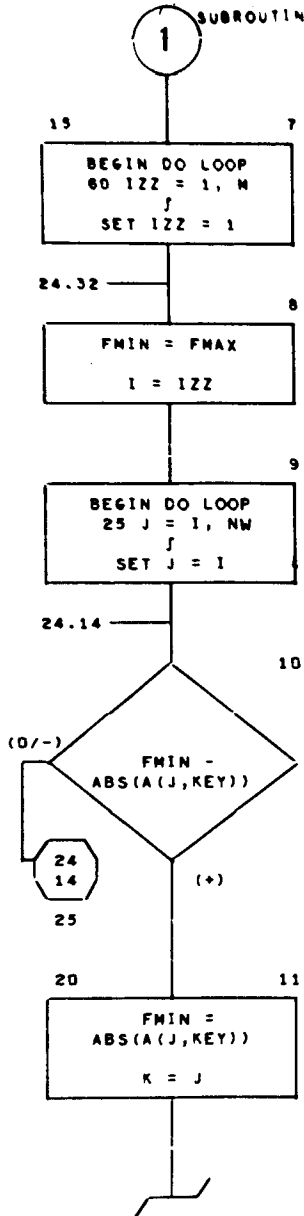 SUBROUTIN
1
15 7
BEGIN DO LOOP
60 IZZ = 1, M
∫
SET IZZ = 1
24.32
8
FMIN = FMAX
I = IZZ
9
BEGIN DO LOOP
25 J = I, NW
∫
SET J = I
24.14
10
(0/-)
FMIN -
ABS(A(J,KEY))
24
14
(+)
25
20 11
FMIN =
ABS(A(J,KEY))
K = J